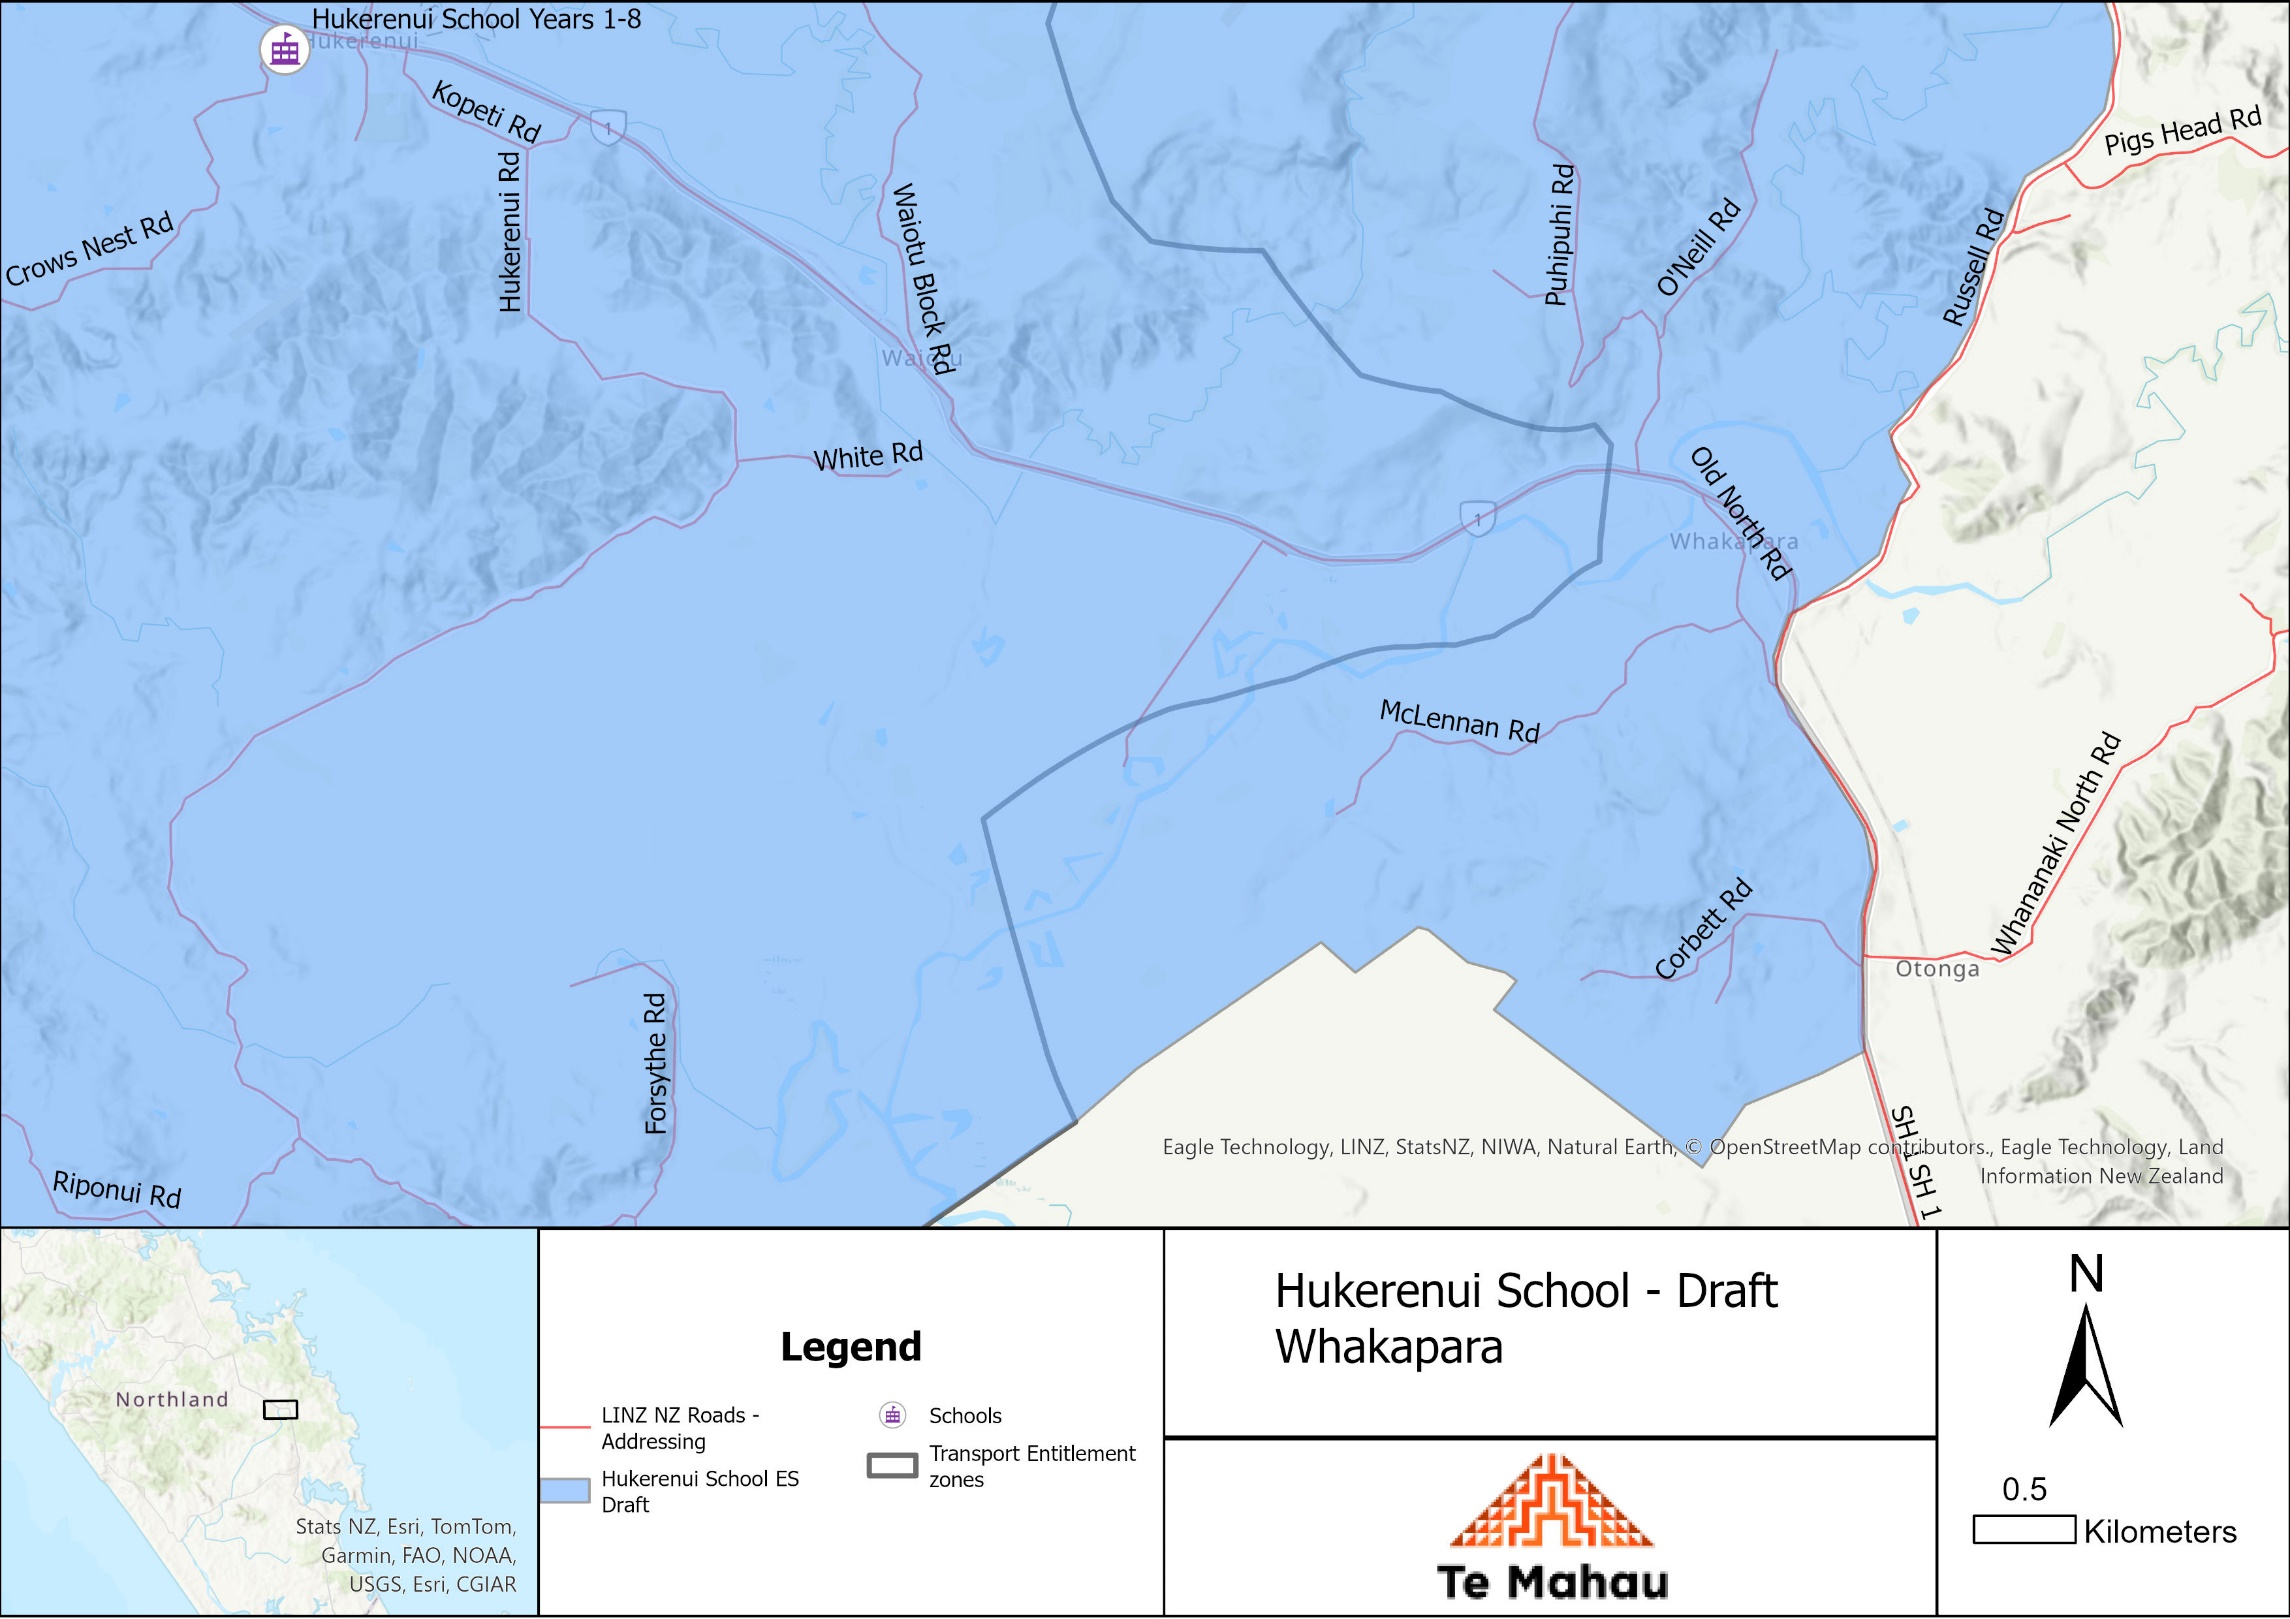 Hukerenui School Years 1-8
Hukerenui
Kopeti Rd
1
Pigs Head Rd
Hukerenui Rd
Crows Nest Rd
Waiotu Block Rd
Puhipuhi Rd
O'Neill Rd
Russell Rd
Waiotu
White Rd
Old North Rd
1
Whakapara
McLennan Rd
Whananaki North Rd
Corbett Rd
Otonga
Forsythe Rd
SH 1
SH 1
Riponui Rd
Eagle Technology, LINZ, StatsNZ, NIWA, Natural Earth, © OpenStreetMap contributors., Eagle Technology, Land
Information New Zealand
Northland
Stats NZ, Esri, TomTom,
Garmin, FAO, NOAA,
USGS, Esri, CGIAR
Legend
LINZ NZ Roads -
Addressing
Hukerenui School ES
Draft
Schools
Transport Entitlement
zones
Hukerenui School - Draft
Whakapara
Te Mahau
N
0.5
Kilometers